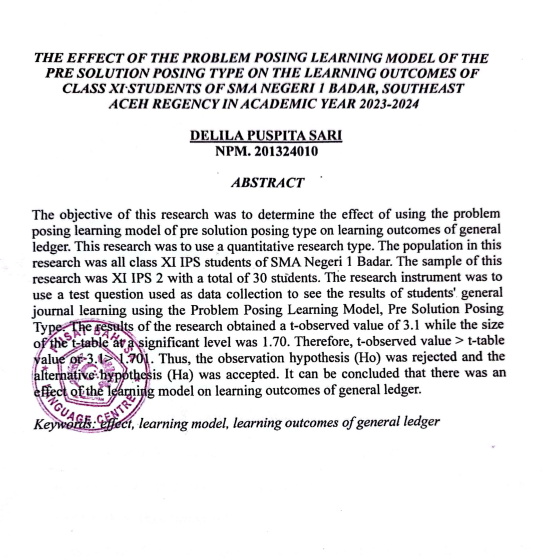 THE EFFECT OF THE PROBLEM POSING LEARNING MODEL OF THE
PRE SOLUTION POSING TYPE ON THE LEARNING OUTCOMES OF
CLASS XI STUDENTS OF SMA NEGERI 1 BADAR, SOUTHEAST
ACEH REGENCY IN ACADEMIC YEAR 2023-2024
DELILA PUSPITA SARI
NPM. 201324010
ABSTRACT
The objective of this research was to determine the effect of using the problem
posing learning model of pre solution posing type on learning outcomes of general
ledger. This research was to use a quantitative research type. The population in this
research was all class XI IPS students of SMA Negeri 1 Badar. The sample of this
research was XI IPS 2 with a total of 30 students. The research instrument was to
use a test question used as data collection to see the results of students' general
journal learning using the Problem Posing Learning Model, Pre Solution Posing
Type. The results of the research obtained a t-observed value of 3.1 while the size
of the t-table at a significant level was 1.70. Therefore, t-observed value > t-table
value or 3.1 > 1.701. Thus, the observation hypothesis (Ho) was rejected and the
alternative hypothesis (Ha) was accepted. It can be concluded that there was an
effect of the learning model on learning outcomes of general ledger.
Keywords: effect, learning model, learning outcomes of general ledger
PUSAT BAHASA
LANGUAGE CENTRE